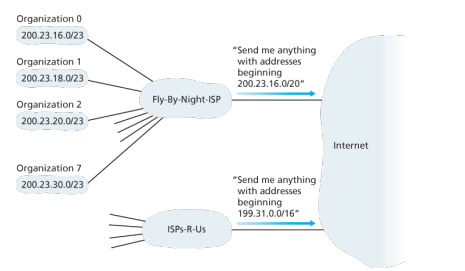 Organization 0
200.23.16.0/23
Organization 1
200.23.18.0/23
Organization 2
200.23.20.0/23
Organization 7
200.23.30.0/23
Fly-By-Night-ISP
“Send me anything
with addresses
beginning
200.23.16.0/20”
Internet
ISPs-R-Us
“Send me anything
with addresses
beginning
199.31.0.0/16”